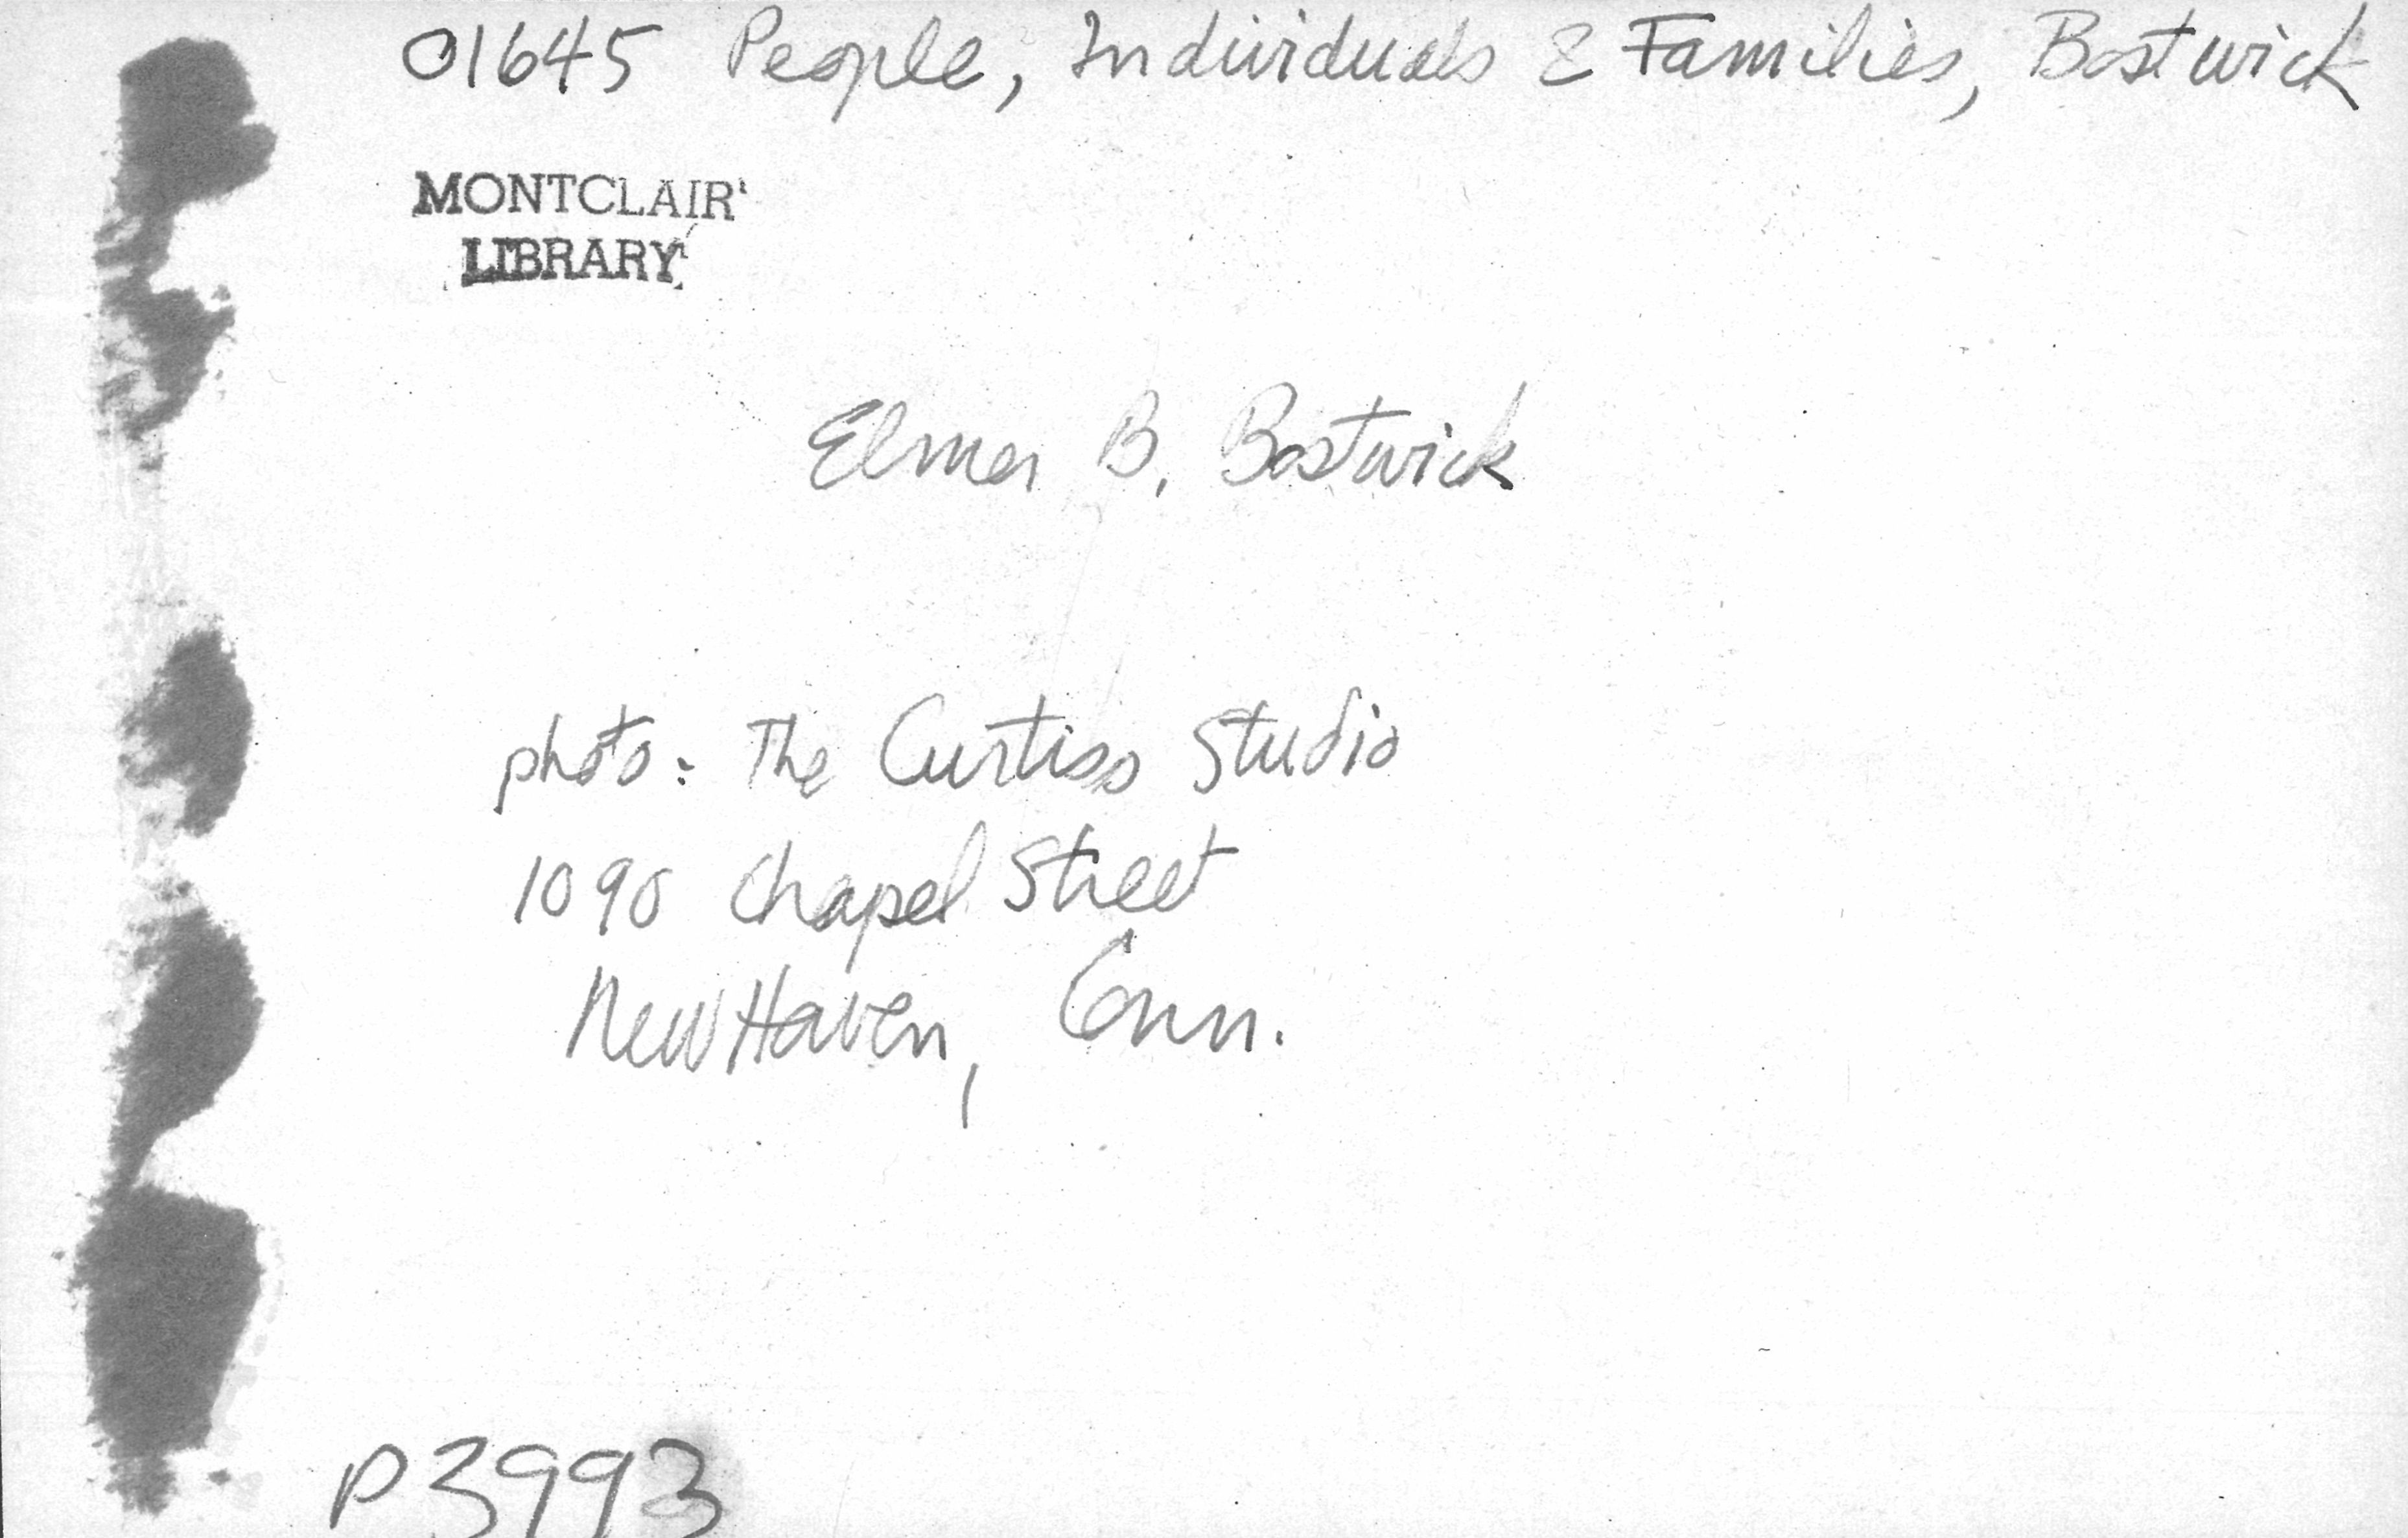 01645 People, Individuals & Families, Bostwick
MONTCLAIR
LIBRARY
Elmer B. Bostwick
photo: The Curtiss Studio
1090 Chapel Street
New Haven, Conn.
P3993